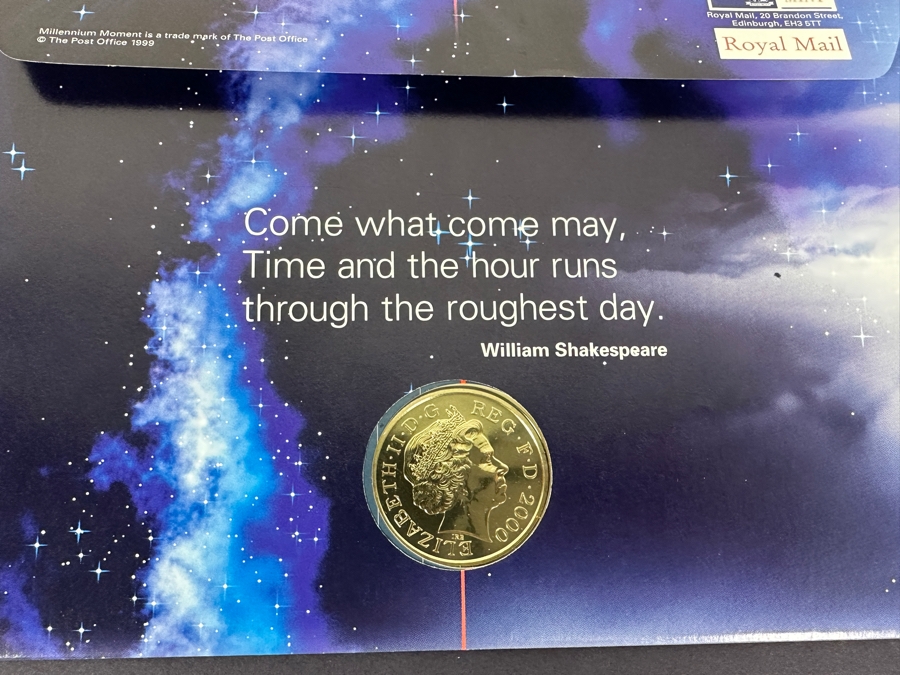 MINT
Royal Mail, 20 Brandon Street,
Edinburgh, EH3 5TT
Royal Mail
Millennium Moment is a trade mark of The Post Office
© The Post Office 1999
Come what come may,
Time and the hour runs
through the roughest day.
William Shakespeare
ELIZABETH·II·D·G REG·F·D·2000